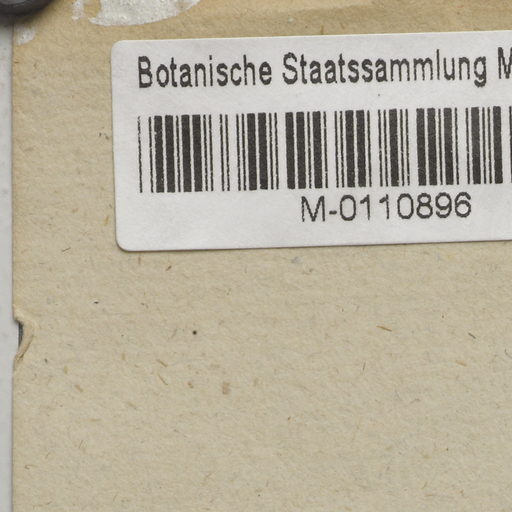 Botanische Staatssammlung M
M-0110896